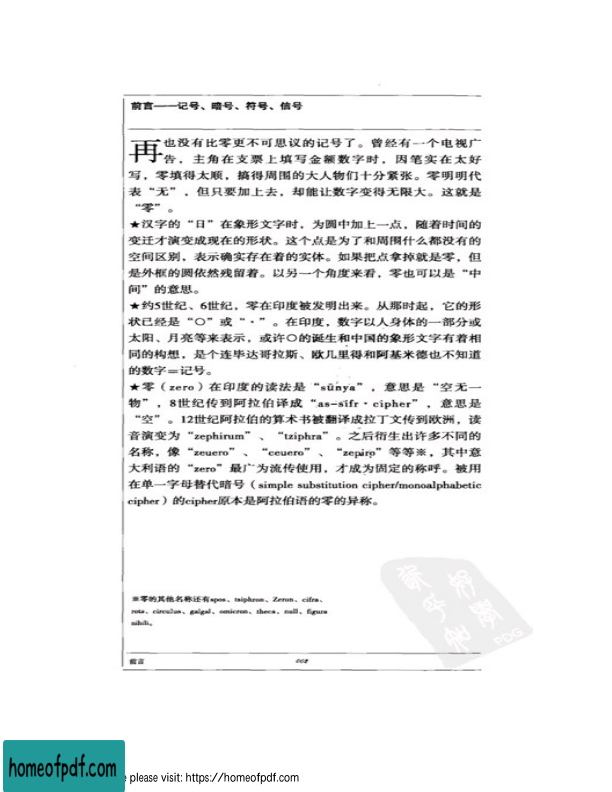 前言——记号、暗号、符号、信号
再也没有比零更不可思议的记号了。曾经有一个电视广
告，主角在支票上填写金额数字时，因笔实在太好
写，零填得太顺，搞得周围的大人物们十分紧张。零明明代
表“无”，但只要加上去，却能让数字变得无限大。这就是
“零”。
★汉字的“日”在象形文字时，为圆中加上一点，随着时间的
变迁才演变成现在的形状。这个点是为了和周围什么都没有的
空间区别，表示确实存在着的实体。如果把点拿掉就是零，但
是外框的圆依然残留着。以另一个角度来看，零也可以是“中
间”的意思。
★约5世纪、6世纪，零在印度被发明出来。从那时起，它的形
状已经是“○”或“·”。在印度，数字以人身体的一部分或
太阳、月亮等来表示，或许○的诞生和中国的象形文字有着相
同的构想，是个连毕达哥拉斯、欧几里得和阿基米德也不知道
的数字＝记号。
★零（zero）在印度的读法是“sūnya”，意思是“空无一
物”，8世纪传到阿拉伯译成“as-sifr·cipher”，意思是
“空”。12世纪阿拉伯的算术书被翻译成拉丁文传到欧洲，读
音演变为“zephirum”、“tziphra”。之后衍生出许多不同的
名称，像“zeuero”、“ceuero”、“zepiro”等等※，其中意
大利语的“zero”最广为流传使用，才成为固定的称呼。被用
在单一字母替代暗号（simple substitution cipher/monoalphabetic
cipher）的cipher原本是阿拉伯语的零的异称。
※零的其他名称还有spos、tsiphron、Zeron、cifra、
rota、circulus、galgal、omicron、theca、null、figura
nihili。
前言 002
PDG
homeofpdf.com
please visit: https://homeofpdf.com